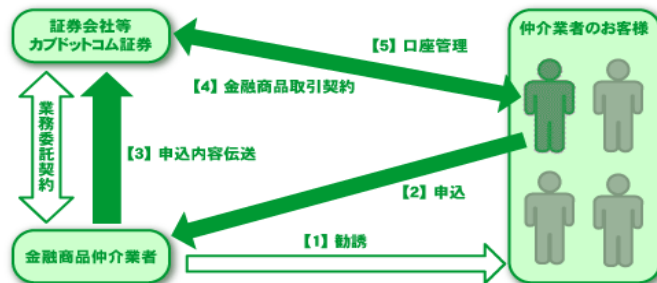 証券会社等
カブドットコム証券
仲介業者のお客様
【5】口座管理
【4】金融商品取引契約
業務委託契約
【3】申込内容伝送
【2】申込
【1】勧誘
金融商品仲介業者